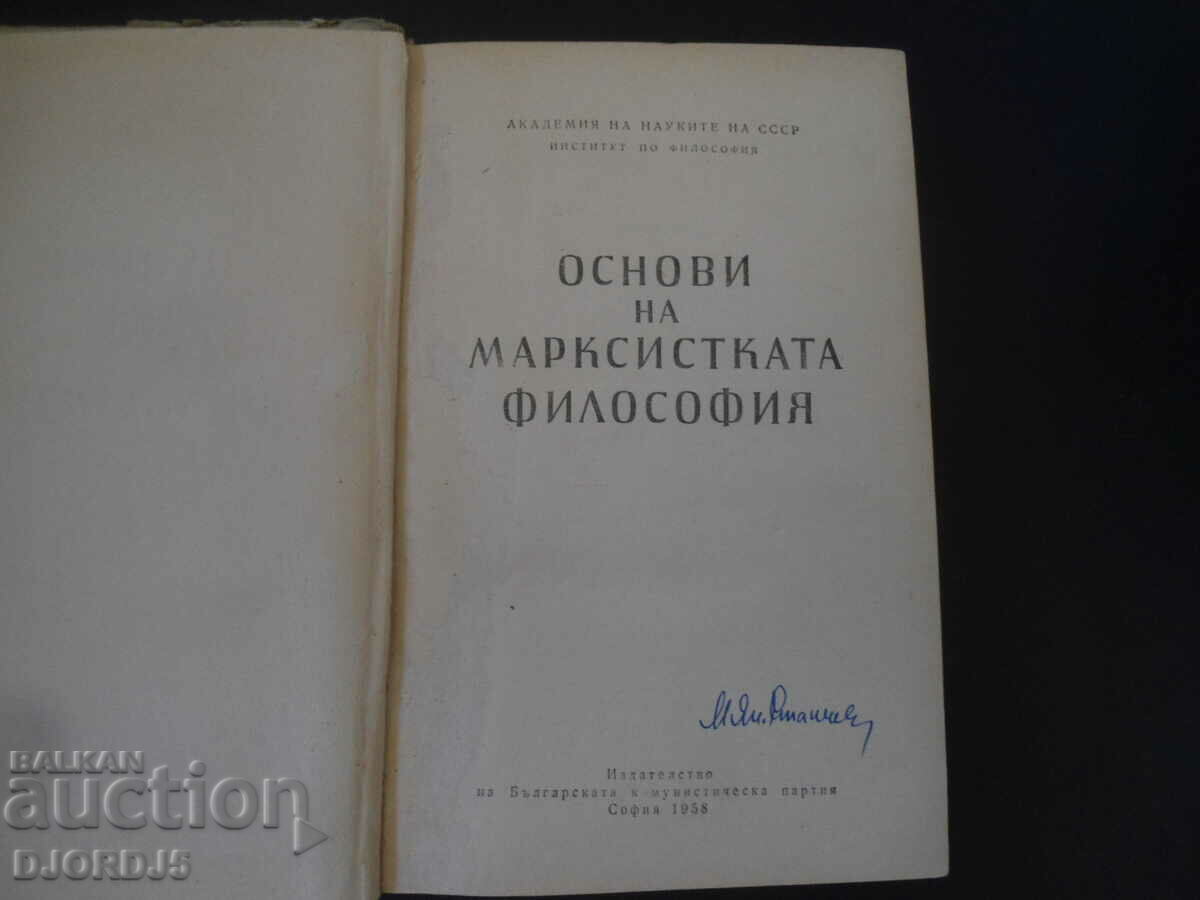 АКАДЕМИЯ НА НАУКИТЕ НА СССР
ИНСТИТУТ ПО ФИЛОСОФИЯ
ОСНОВИ
НА
МАРКСИСТКАТА
ФИЛОСОФИЯ
Издателство
на Българската к мунистическа партия
София 1958
BALKAN
auction
DJORDJ5